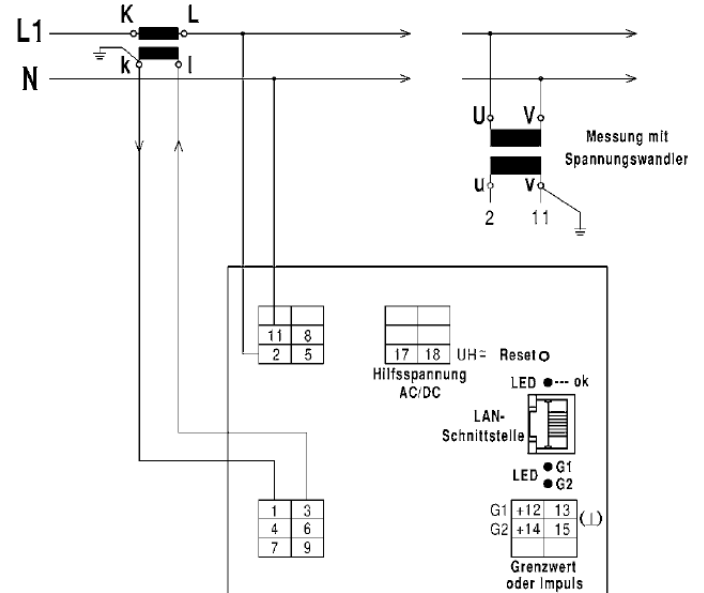 K L
L1
k l
N
U V
Messung mit
Spannungswandler
u v
2 11
11 8
2 5
17 18 UH≂ Reset
Hilfsspannung
AC/DC
LED --- ok
LAN-
Schnittstelle
LED G1
G2
1 3
4 6
7 9
G1 +12 13 (⊥)
G2 +14 15
Grenzwert
oder Impuls